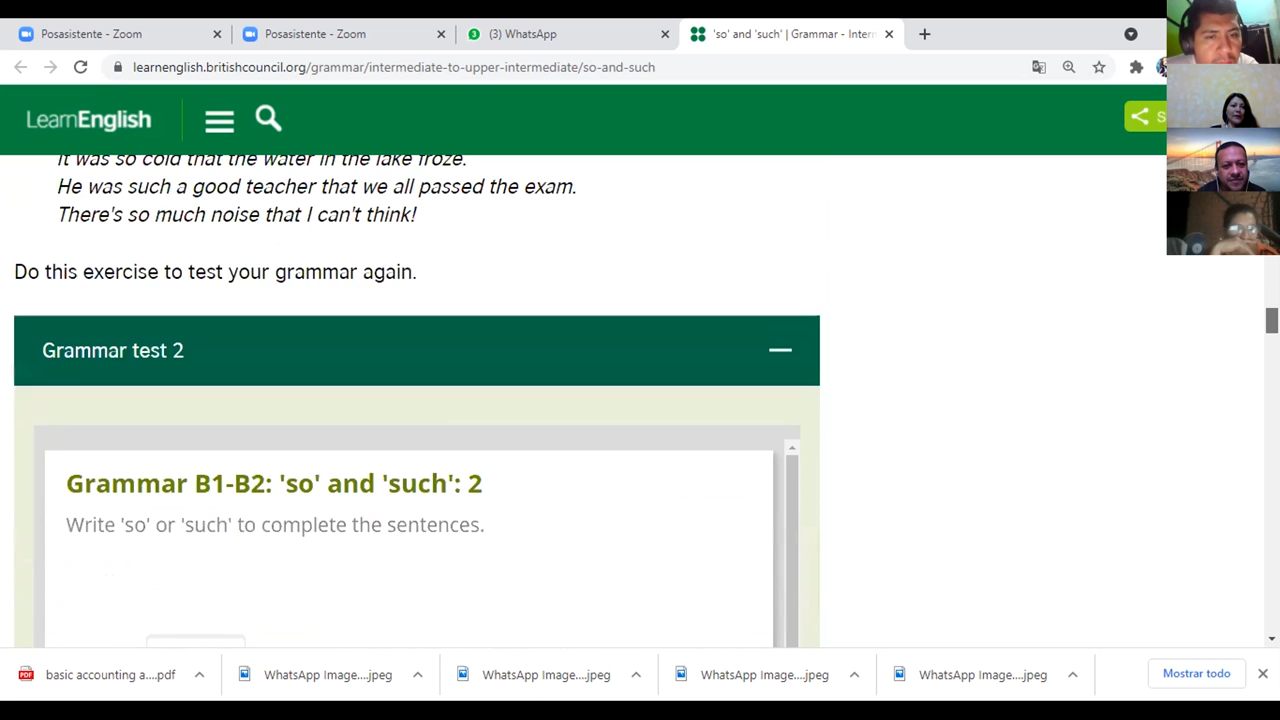 Posasistente - Zoom
Posasistente - Zoom
(3) WhatsApp
'so' and 'such' | Grammar - Inter
learnenglish.britishcouncil.org/grammar/intermediate-to-upper-intermediate/so-and-such
LearnEnglish
S
It was so cold that the water in the lake froze.
He was such a good teacher that we all passed the exam.
There's so much noise that I can't think!
Do this exercise to test your grammar again.
Grammar test 2
Grammar B1-B2: 'so' and 'such': 2
Write 'so' or 'such' to complete the sentences.
basic accounting a....pdf
WhatsApp Image....jpeg
WhatsApp Image....jpeg
WhatsApp Image....jpeg
WhatsApp Image....jpeg
Mostrar todo